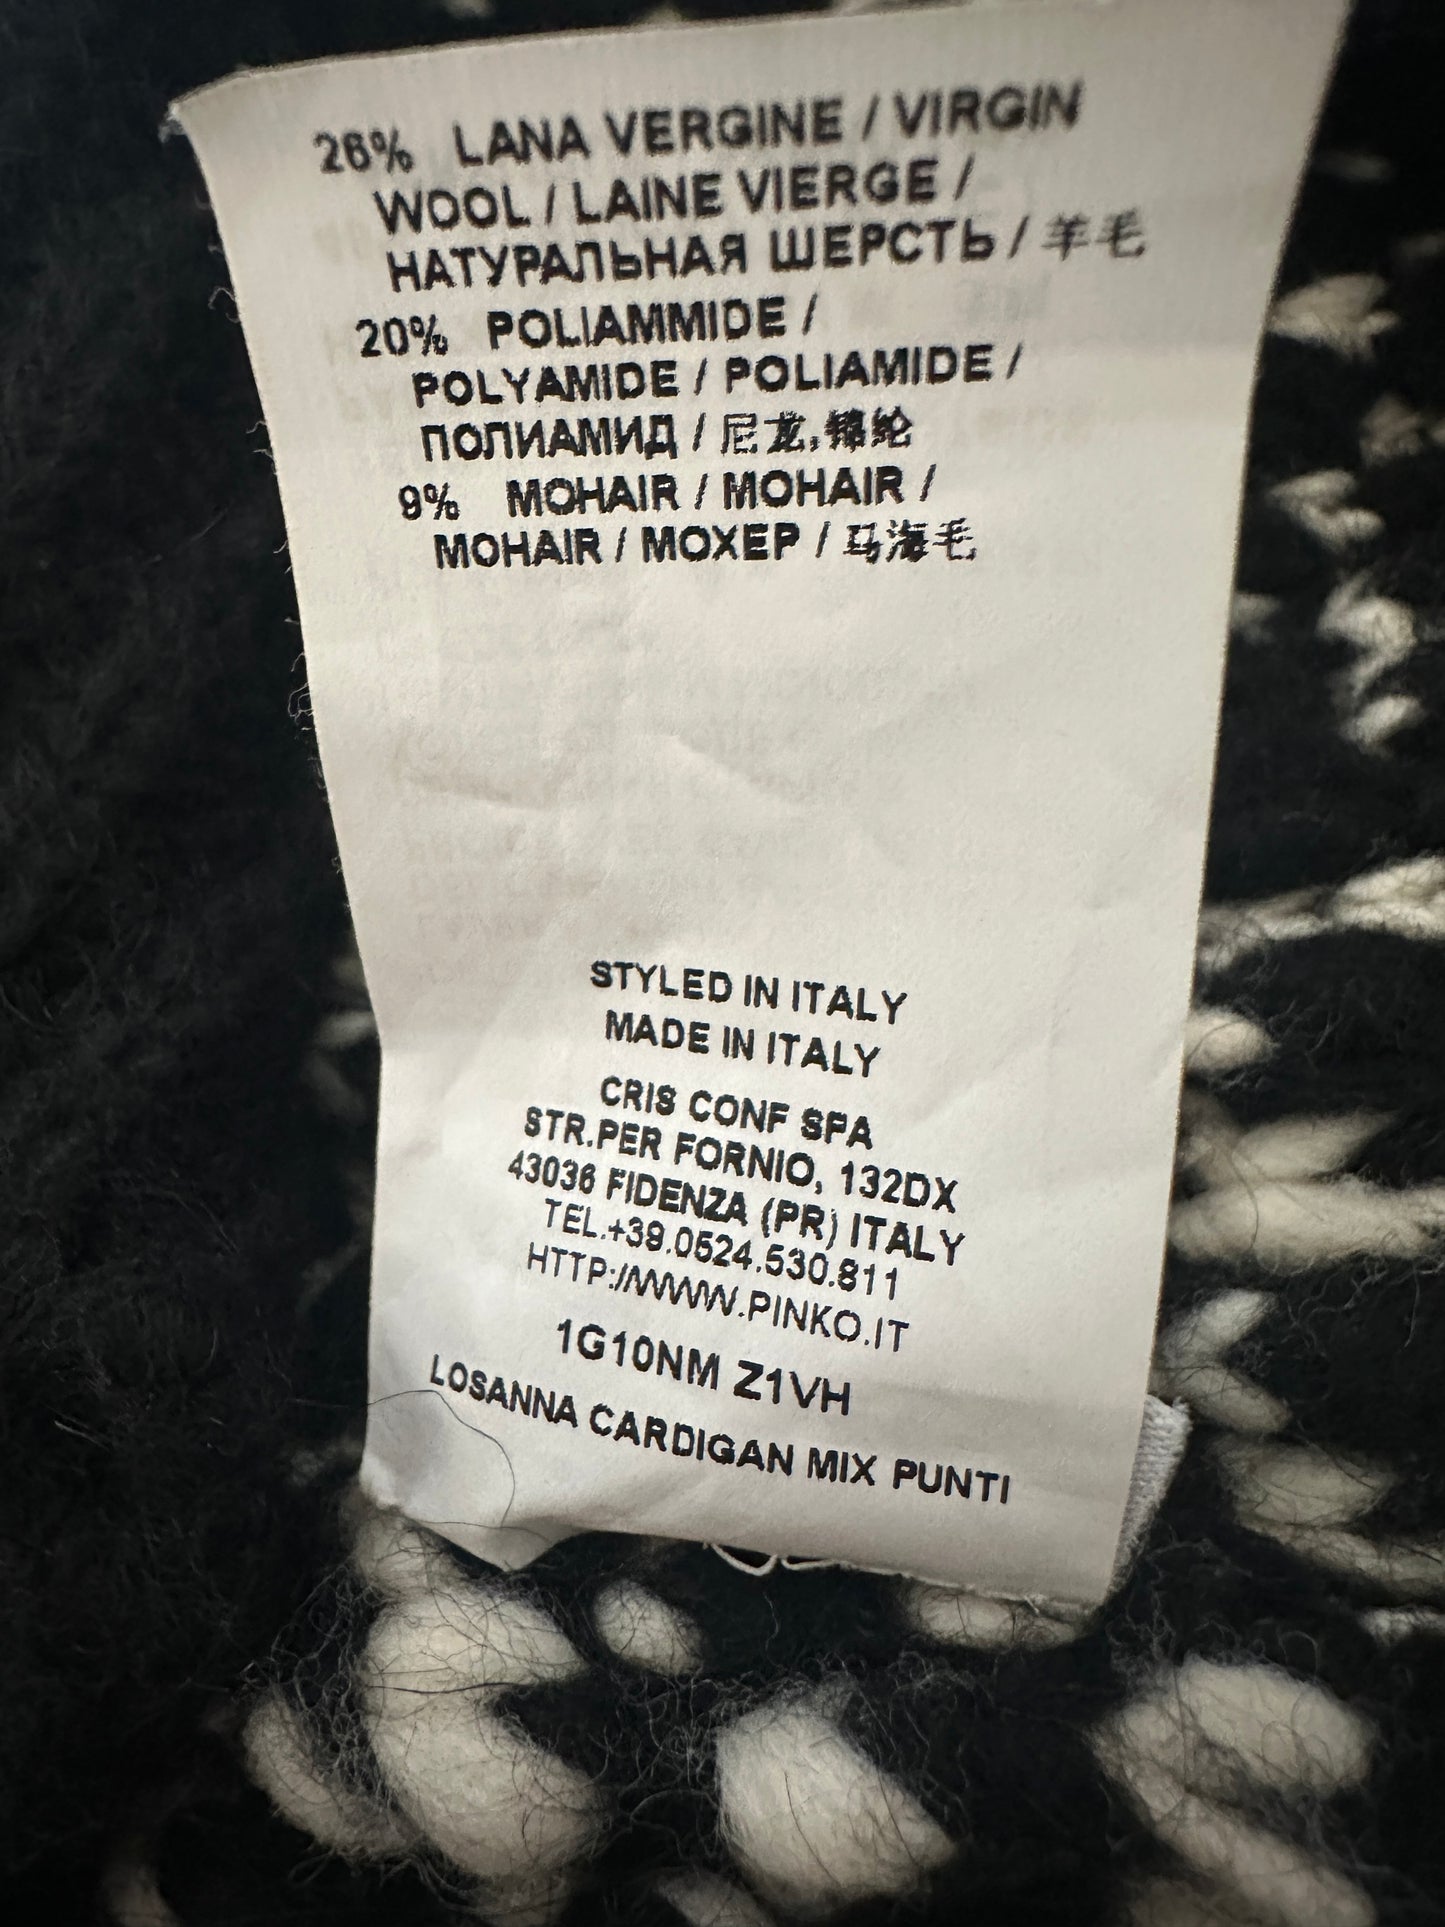 26% LANA VERGINE / VIRGIN
WOOL / LAINE VIERGE /
НАТУРАЛЬНАЯ ШЕРСТЬ / 羊毛
20% POLIAMMIDE /
POLYAMIDE / POLIAMIDE /
ПОЛИАМИД / 尼龙,锦纶
9% MOHAIR / MOHAIR /
MOHAIR / МОХЕР / 马海毛
STYLED IN ITALY
MADE IN ITALY
CRIS CONF SPA
STR.PER FORNIO, 132DX
43036 FIDENZA (PR) ITALY
TEL.+39.0524.530.811
HTTP://WWW.PINKO.IT
1G10NM Z1VH
LOSANNA CARDIGAN MIX PUNTI